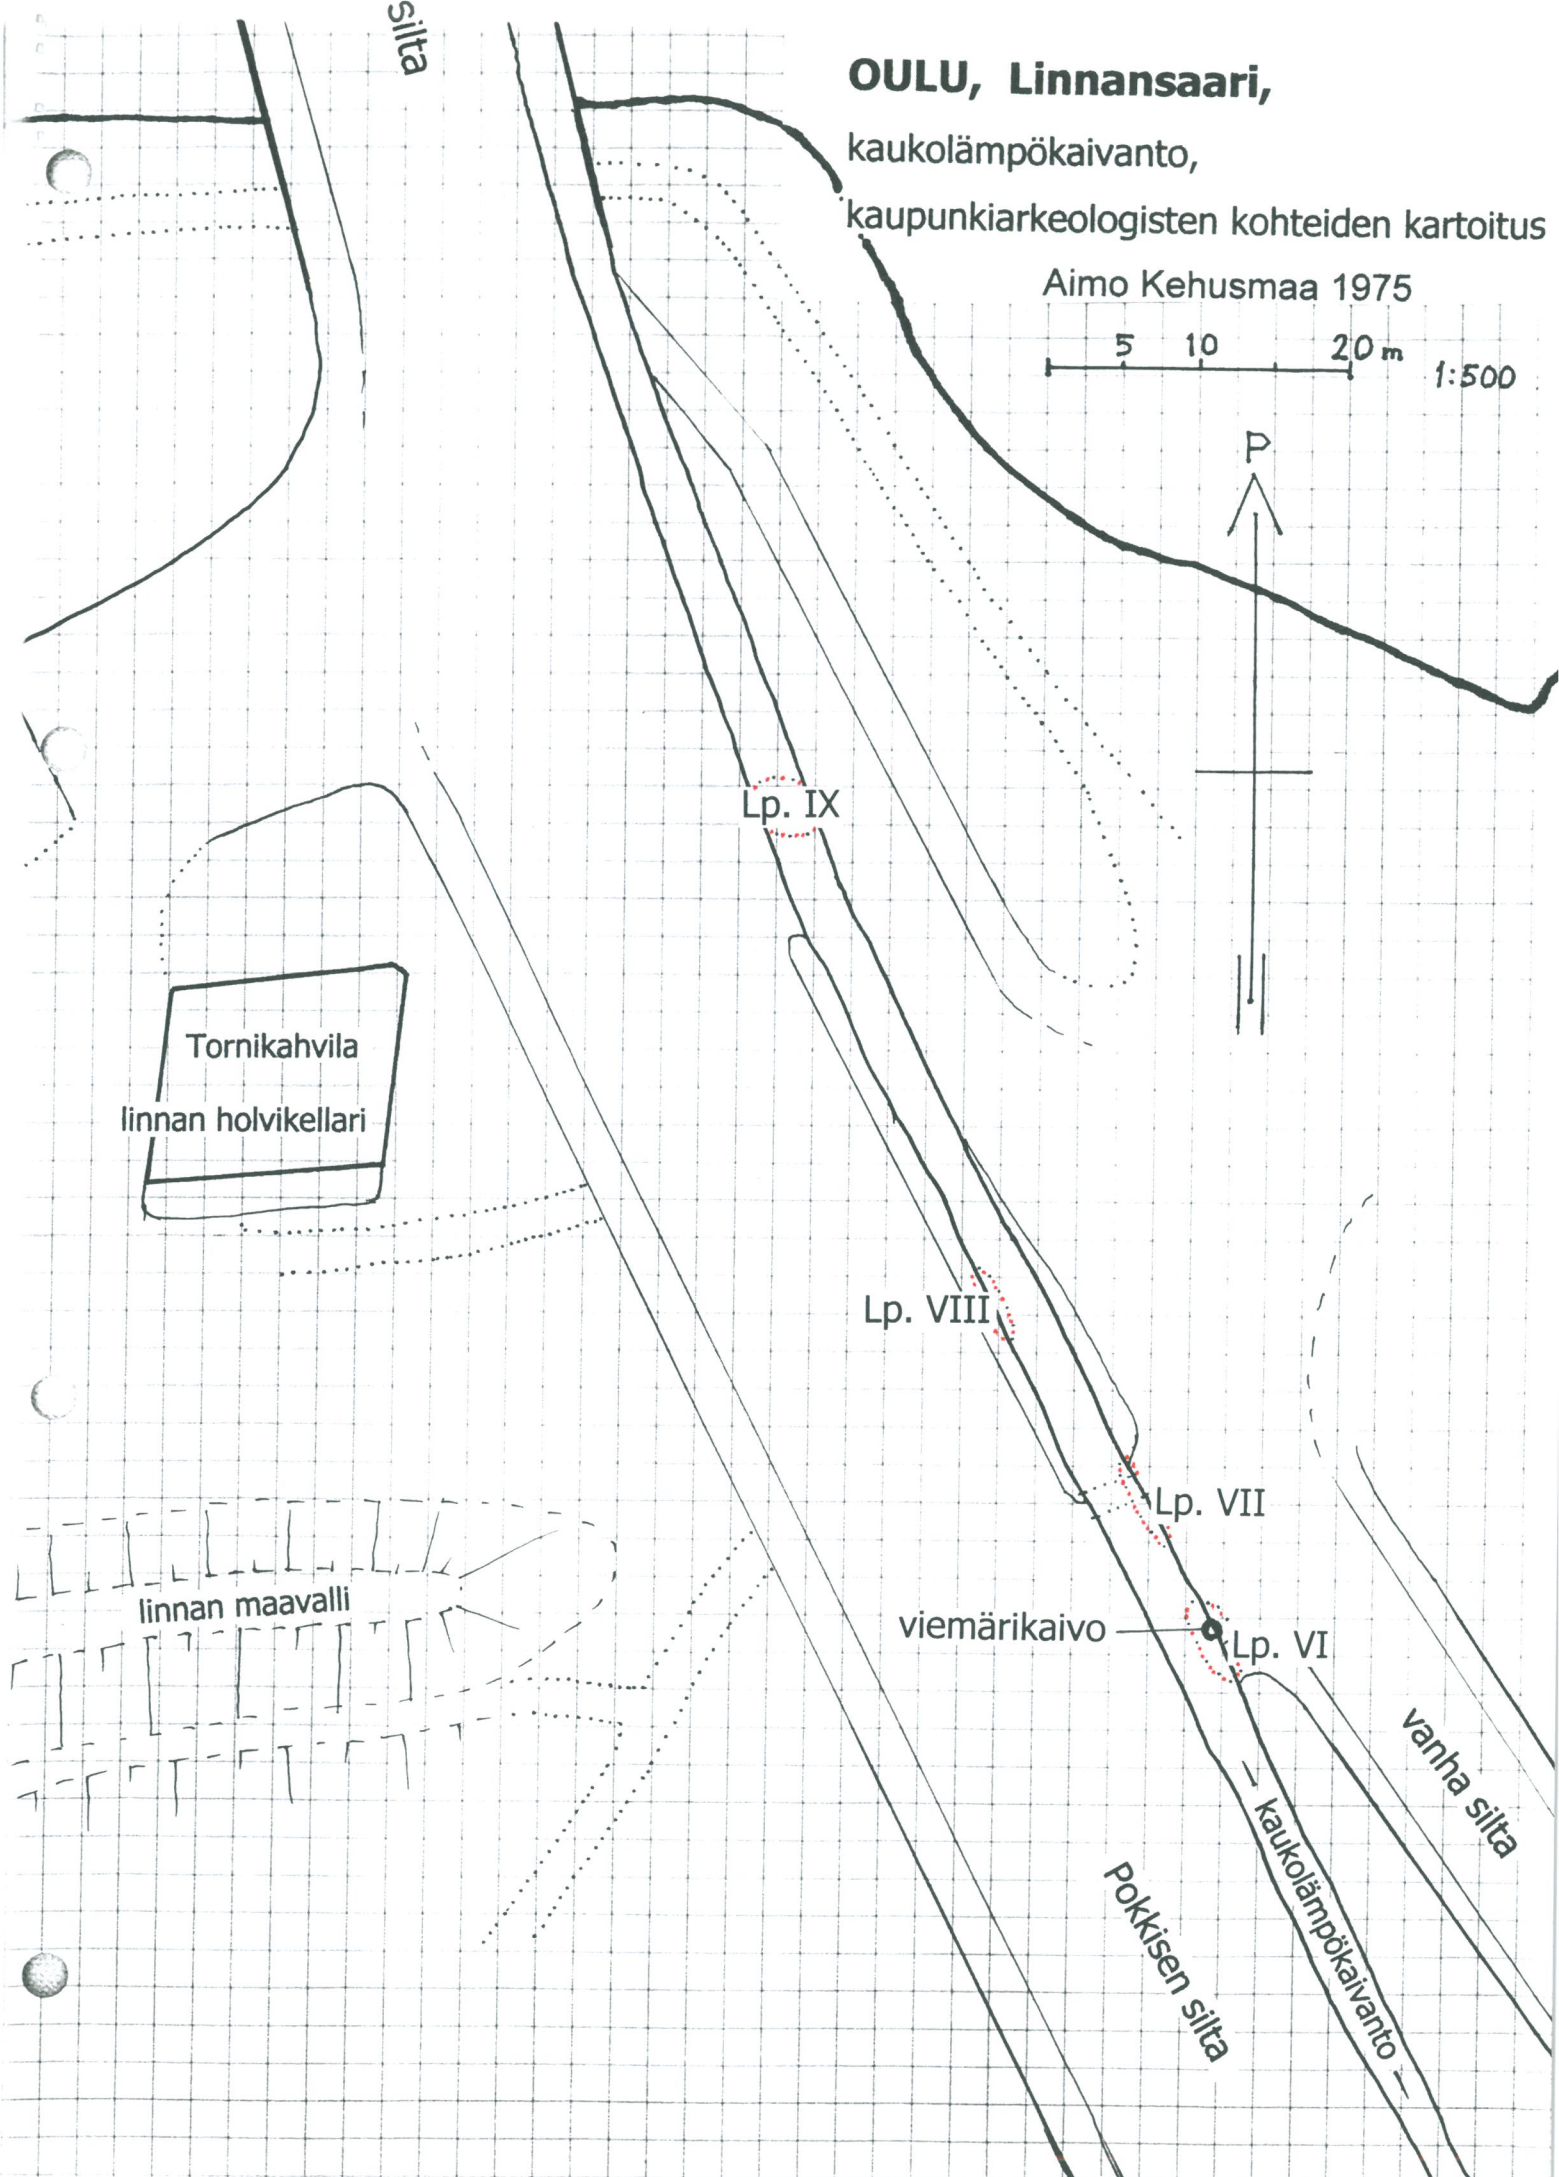 silta
OULU, Linnansaari,
kaukolämpökaivanto,
kaupunkiarkeologisten kohteiden kartoitus
Aimo Kehusmaa 1975
5 10 20 m
1:500
P
Lp. IX
Tornikahvila
linnan holvikellari
Lp. VIII
Lp. VII
linnan maavalli
viemärikaivo
Lp. VI
vanha silta
Pokkisen silta
– kaukolämpökaivanto –